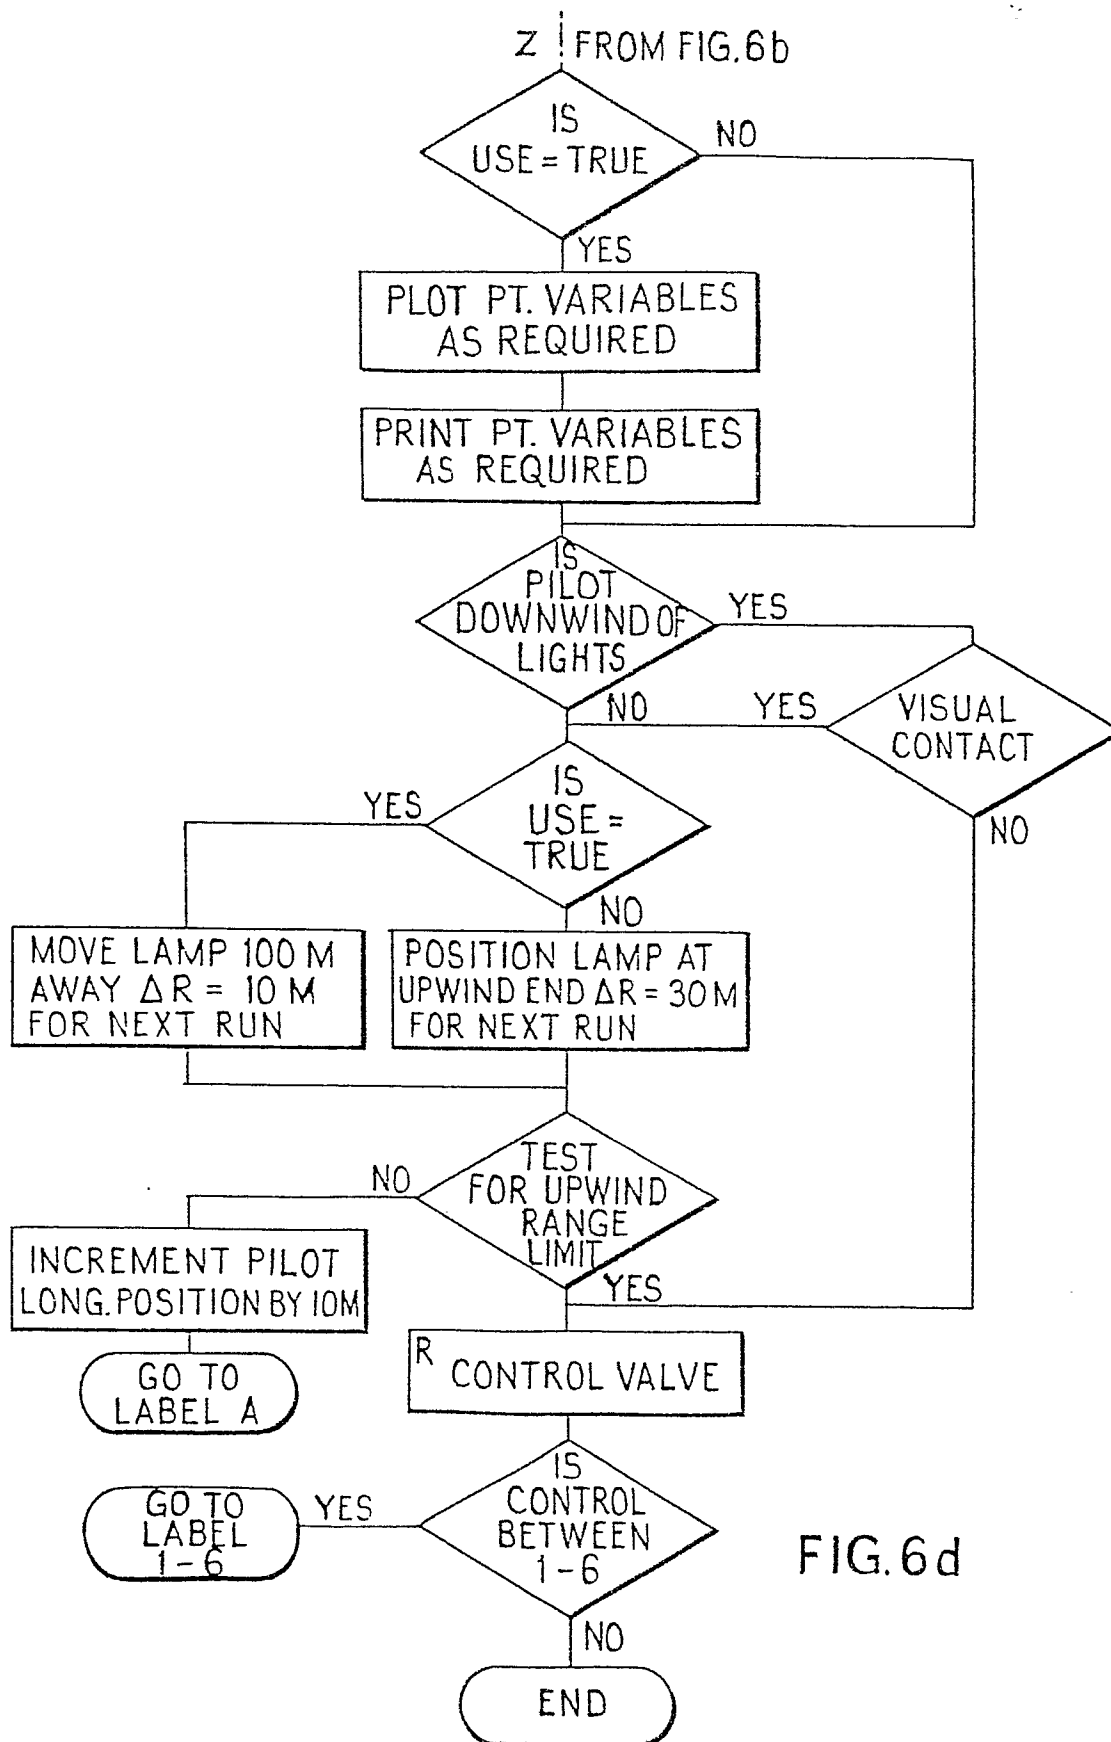 Z FROM FIG.6b
IS
USE = TRUE
NO
YES
PLOT PT. VARIABLES
AS REQUIRED
PRINT PT. VARIABLES
AS REQUIRED
IS
PILOT
DOWNWIND OF
LIGHTS
YES
NO
YES
VISUAL
CONTACT
NO
IS
USE =
TRUE
YES
NO
MOVE LAMP 100 M
AWAY ΔR = 10 M
FOR NEXT RUN
POSITION LAMP AT
UPWIND END ΔR = 30 M
FOR NEXT RUN
TEST
FOR UPWIND
RANGE
LIMIT
NO
YES
INCREMENT PILOT
LONG. POSITION BY 10M
GO TO
LABEL A
R CONTROL VALVE
IS
CONTROL
BETWEEN
1-6
YES
GO TO
LABEL
1-6
NO
END
FIG.6d